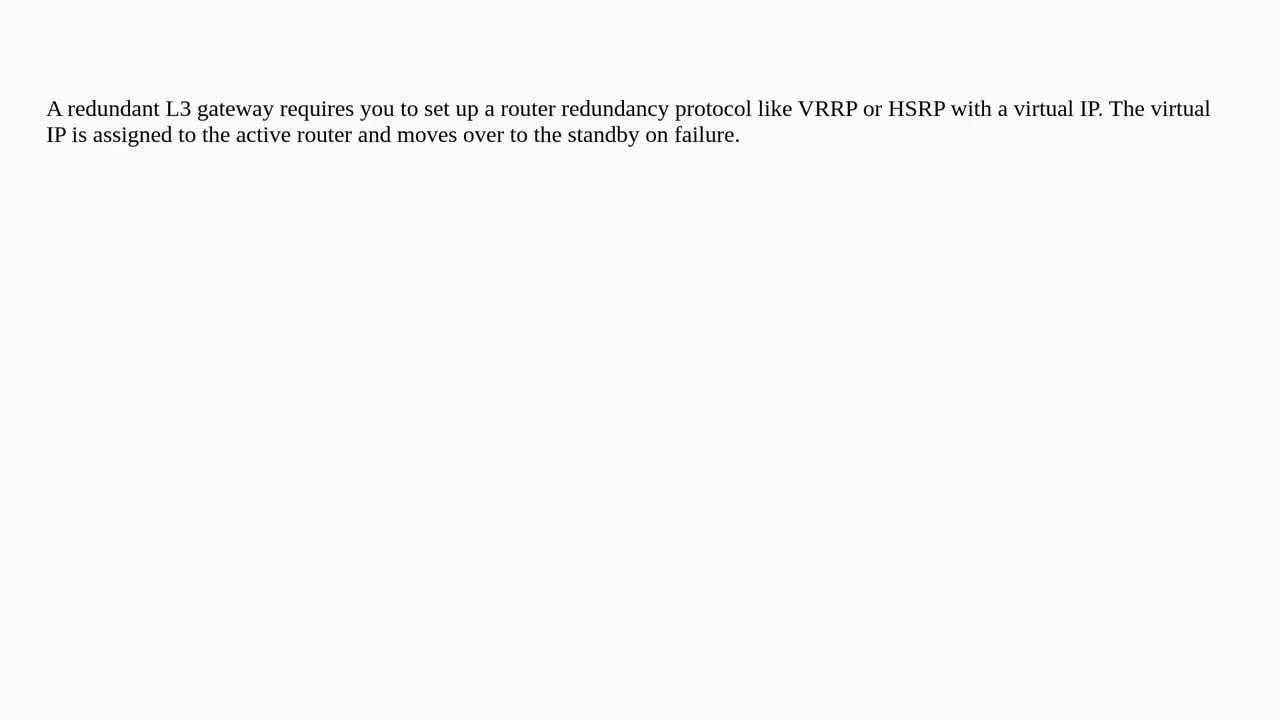 A redundant L3 gateway requires you to set up a router redundancy protocol like VRRP or HSRP with a virtual IP. The virtual
IP is assigned to the active router and moves over to the standby on failure.